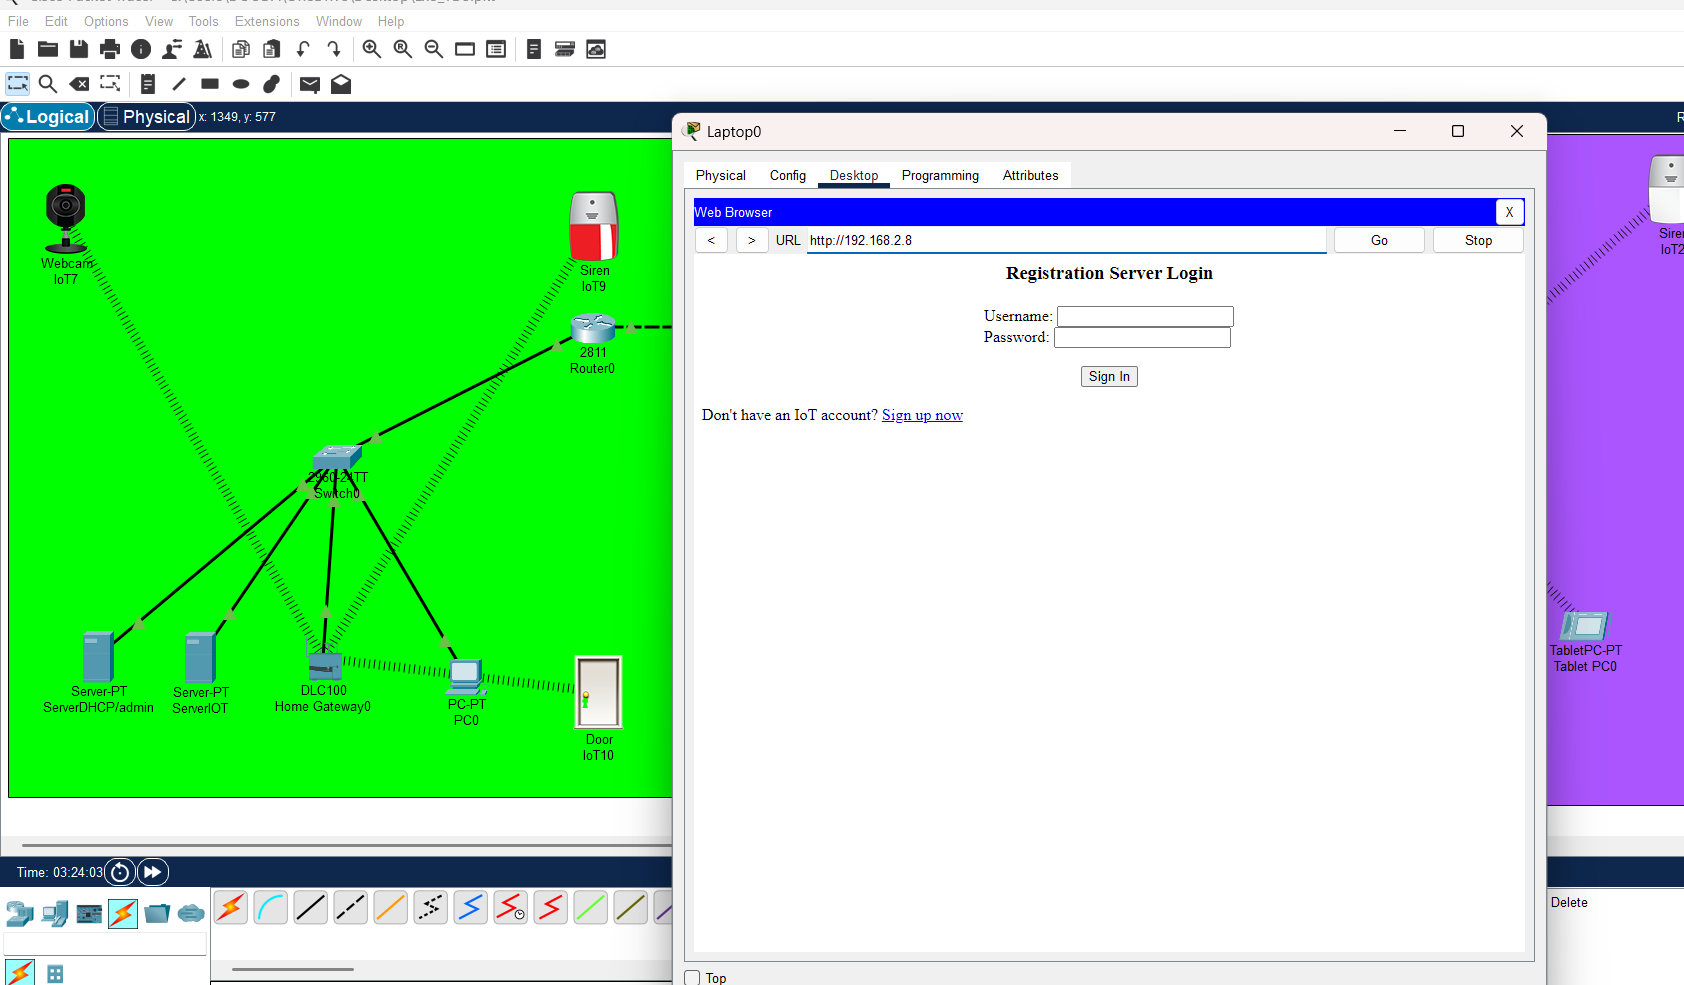 File Edit Options View Tools Extensions Window Help
Logical Physical x: 1349, y: 577
Webcam
IoT7
Siren
IoT9
2811
Router0
2960-24TT
Switch0
Server-PT
ServerDHCP/admin
Server-PT
ServerIOT
DLC100
Home Gateway0
PC-PT
PC0
Door
IoT10
Laptop0
Physical Config Desktop Programming Attributes
Web Browser X
< > URL http://192.168.2.8 Go Stop
Registration Server Login
Username:
Password:
Sign In
Don't have an IoT account? Sign up now
Top
TabletPC-PT
Tablet PC0
Time: 03:24:03
Delete